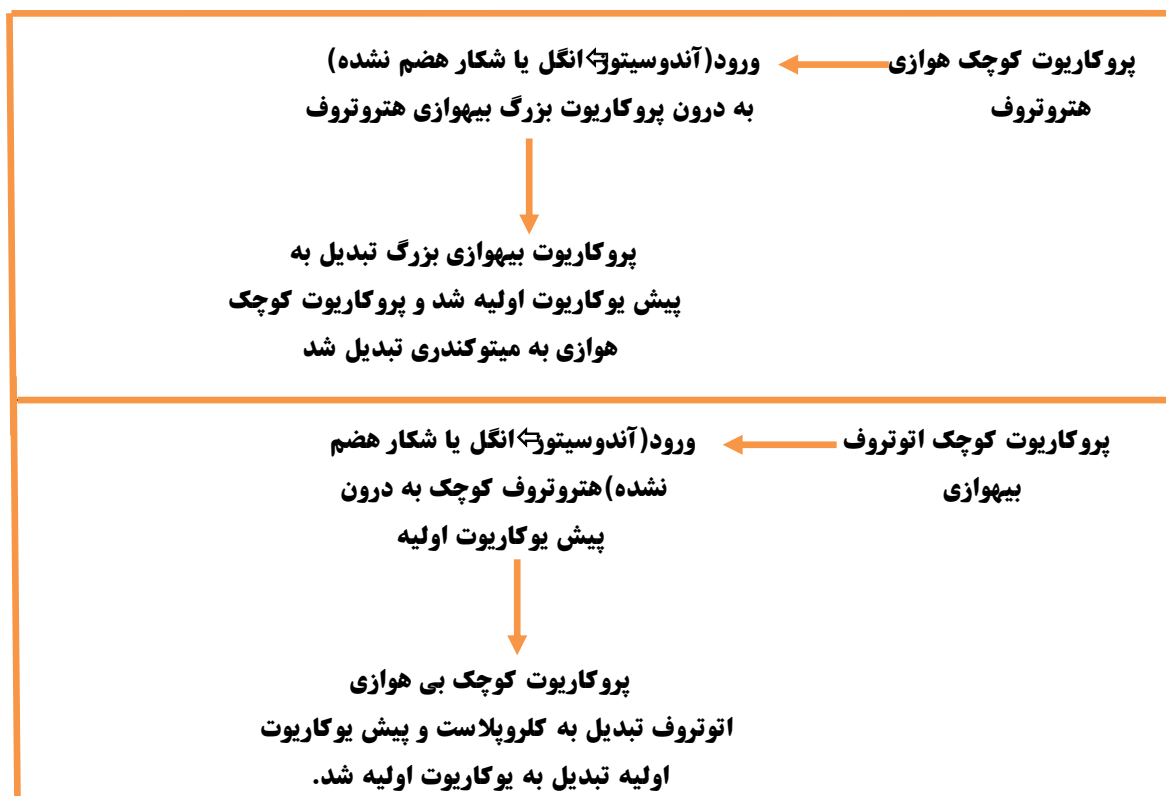 پروکاریوت کوچک هوازی
هتروتروف
ورود(آندوسیتوز⇦انگل یا شکار هضم نشده)
به درون پروکاریوت بزرگ بیهوازی هتروتروف
پروکاریوت بیهوازی بزرگ تبدیل به
پیش یوکاریوت اولیه شد و پروکاریوت کوچک
هوازی به میتوکندری تبدیل شد
پروکاریوت کوچک اتوتروف
بیهوازی
ورود(آندوسیتوز⇦انگل یا شکار هضم
نشده)هتروتروف کوچک به درون
پیش یوکاریوت اولیه
پروکاریوت کوچک بی هوازی
اتوتروف تبدیل به کلروپلاست و پیش یوکاریوت
اولیه تبدیل به یوکاریوت اولیه شد.